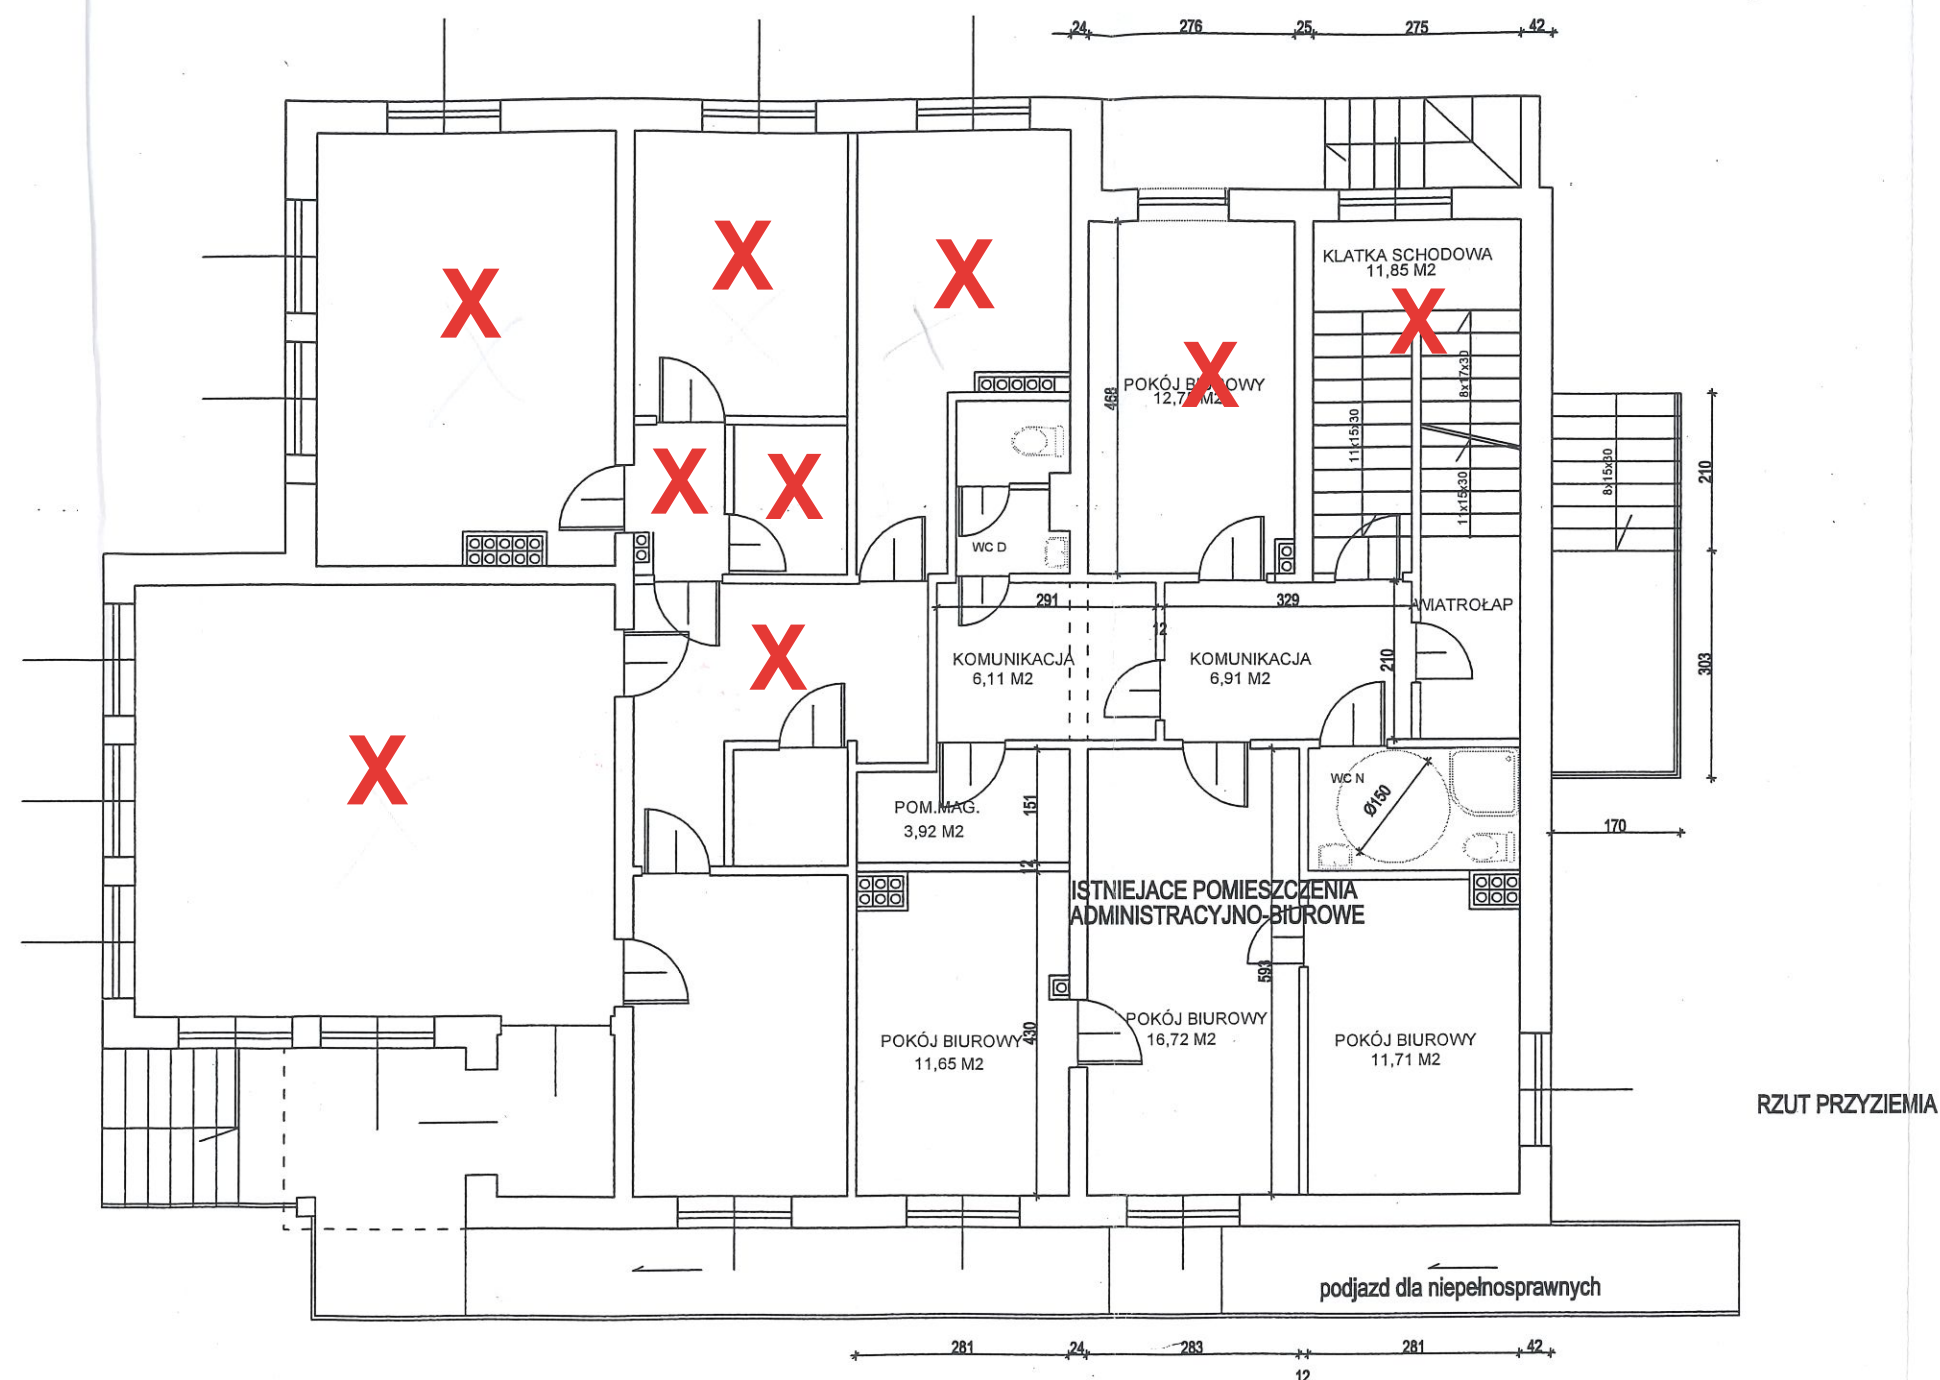 24
276
25
275
42
X
X
X
X
X
X
X
X
X
KLATKA SCHODOWA
11,85 M2
POKÓJ BIUROWY
12,7 M2
468
11x15x30
8x17x30
11x15x30
8x15x30
210
303
WC D
291
12
329
210
WIATROŁAP
KOMUNIKACJA
6,11 M2
KOMUNIKACJA
6,91 M2
WC N
Ø150
170
POM.MAG.
3,92 M2
151
12
ISTNIEJACE POMIESZCZENIA
ADMINISTRACYJNO-BIUROWE
593
430
POKÓJ BIUROWY
11,65 M2
POKÓJ BIUROWY
16,72 M2
POKÓJ BIUROWY
11,71 M2
RZUT PRZYZIEMIA
podjazd dla niepełnosprawnych
281
24
283
12
281
42